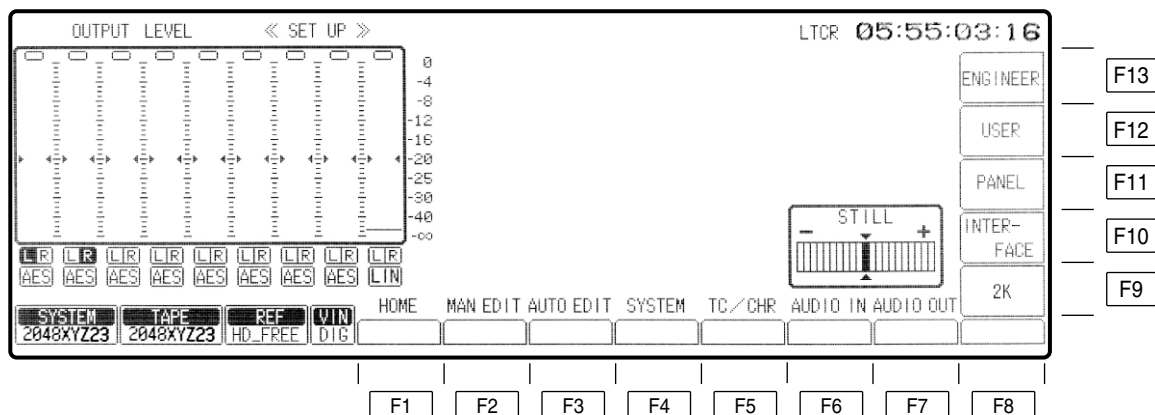 OUTPUT LEVEL ≪ SET UP ≫ LTCR 05:55:03:16
0
-4
-8
-12
-16
-20
-25
-30
-40
-∞
ENGINEER F13
USER F12
PANEL F11
INTER-FACE F10
2K F9
STILL
- +
L R L R L R L R L R L R L R L R L R
AES AES AES AES AES AES AES AES LIN
SYSTEM TAPE REF VIN HOME MAN EDIT AUTO EDIT SYSTEM TC/CHR AUDIO IN AUDIO OUT
2048XYZ23 2048XYZ23 HD_FREE DIG
F1 F2 F3 F4 F5 F6 F7 F8